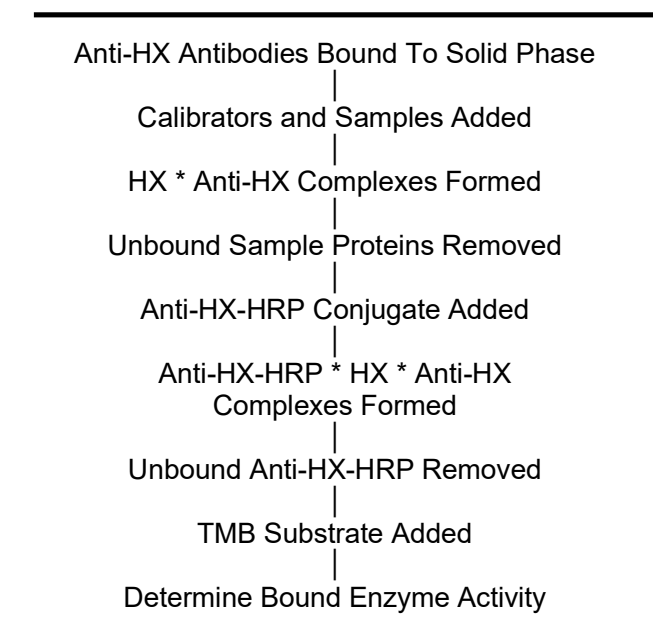 Anti-HX Antibodies Bound To Solid Phase
Calibrators and Samples Added
HX * Anti-HX Complexes Formed
Unbound Sample Proteins Removed
Anti-HX-HRP Conjugate Added
Anti-HX-HRP * HX * Anti-HX
Complexes Formed
Unbound Anti-HX-HRP Removed
TMB Substrate Added
Determine Bound Enzyme Activity